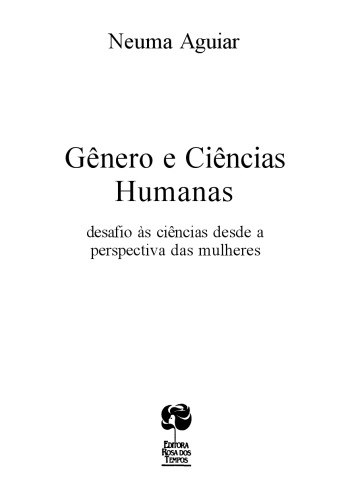 Neuma Aguiar
Gênero e Ciências
Humanas
desafio às ciências desde a
perspectiva das mulheres
EDITORA
ROSA DOS
TEMPOS